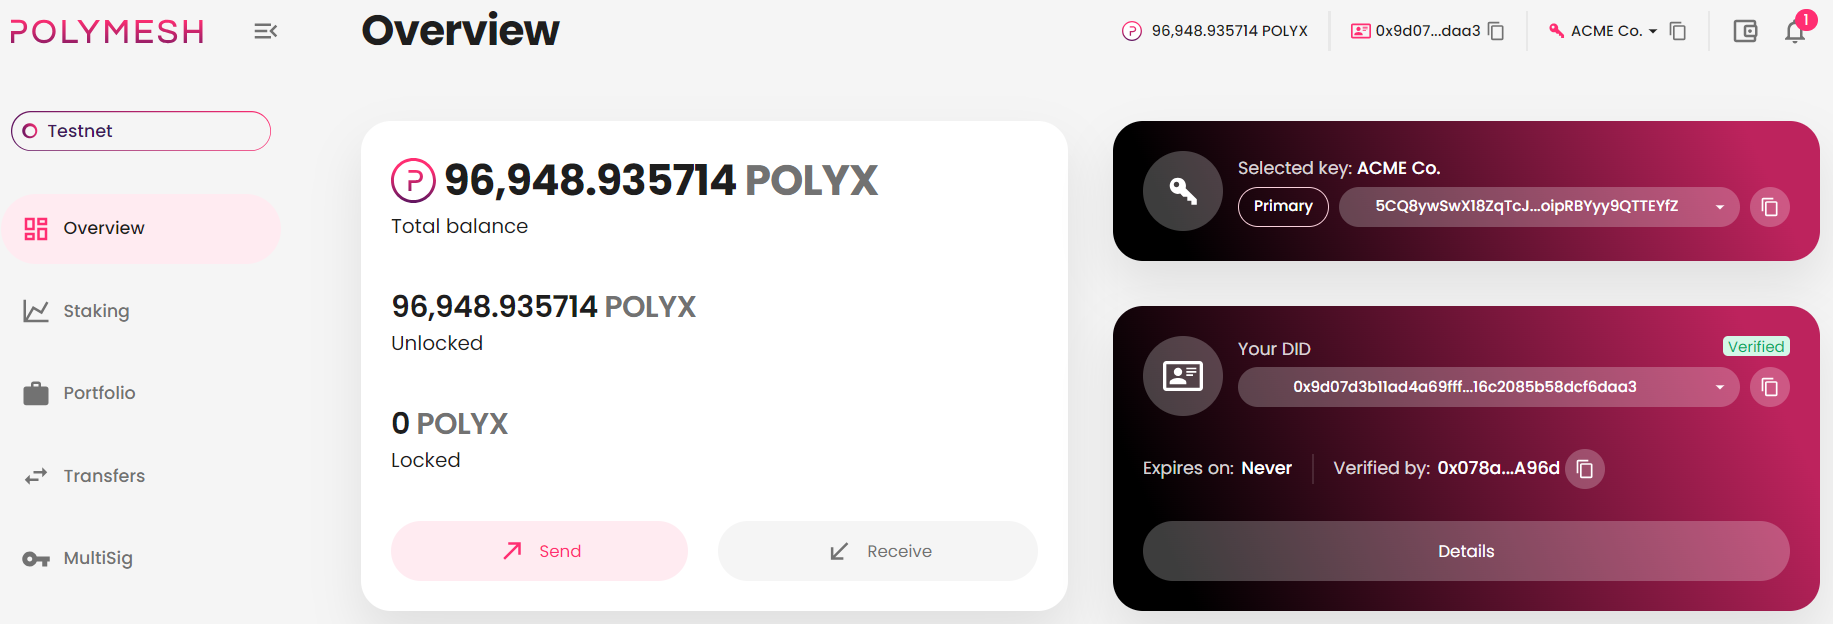 POLYMESH
Overview
96,948.935714 POLYX
0x9d07...daa3
ACME Co.
1
Testnet
Overview
Staking
Portfolio
Transfers
MultiSig
96,948.935714 POLYX
Total balance
96,948.935714 POLYX
Unlocked
0 POLYX
Locked
Send
Receive
Selected key: ACME Co.
Primary
5CQ8ywSwX18ZqTcJ...oipRBYyy9QTTEYfZ
Your DID
Verified
0x9d07d3b11ad4a69fff...16c2085b58dcf6daa3
Expires on: Never
Verified by: 0x078a...A96d
Details